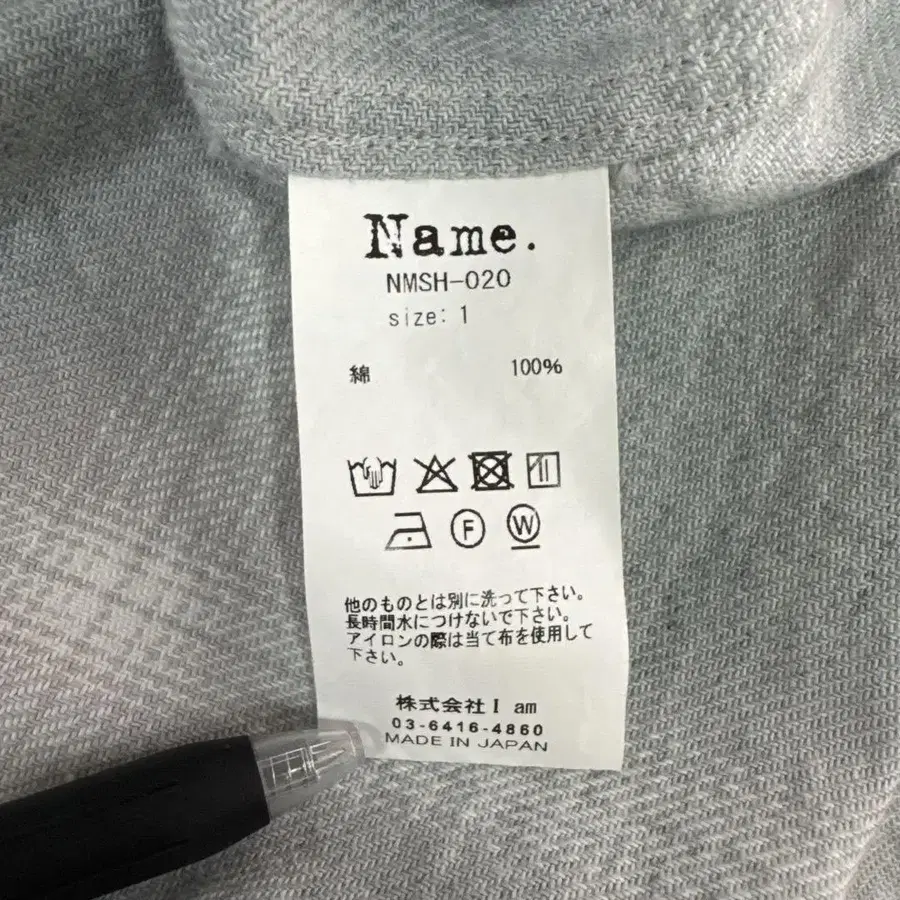 Name.
NMSH-020
size: 1
綿 100%
F W
他のものとは別に洗って下さい。
長時間水につけないで下さい。
アイロンの際は当て布を使用して
下さい。
株式会社I am
03-6416-4860
MADE IN JAPAN